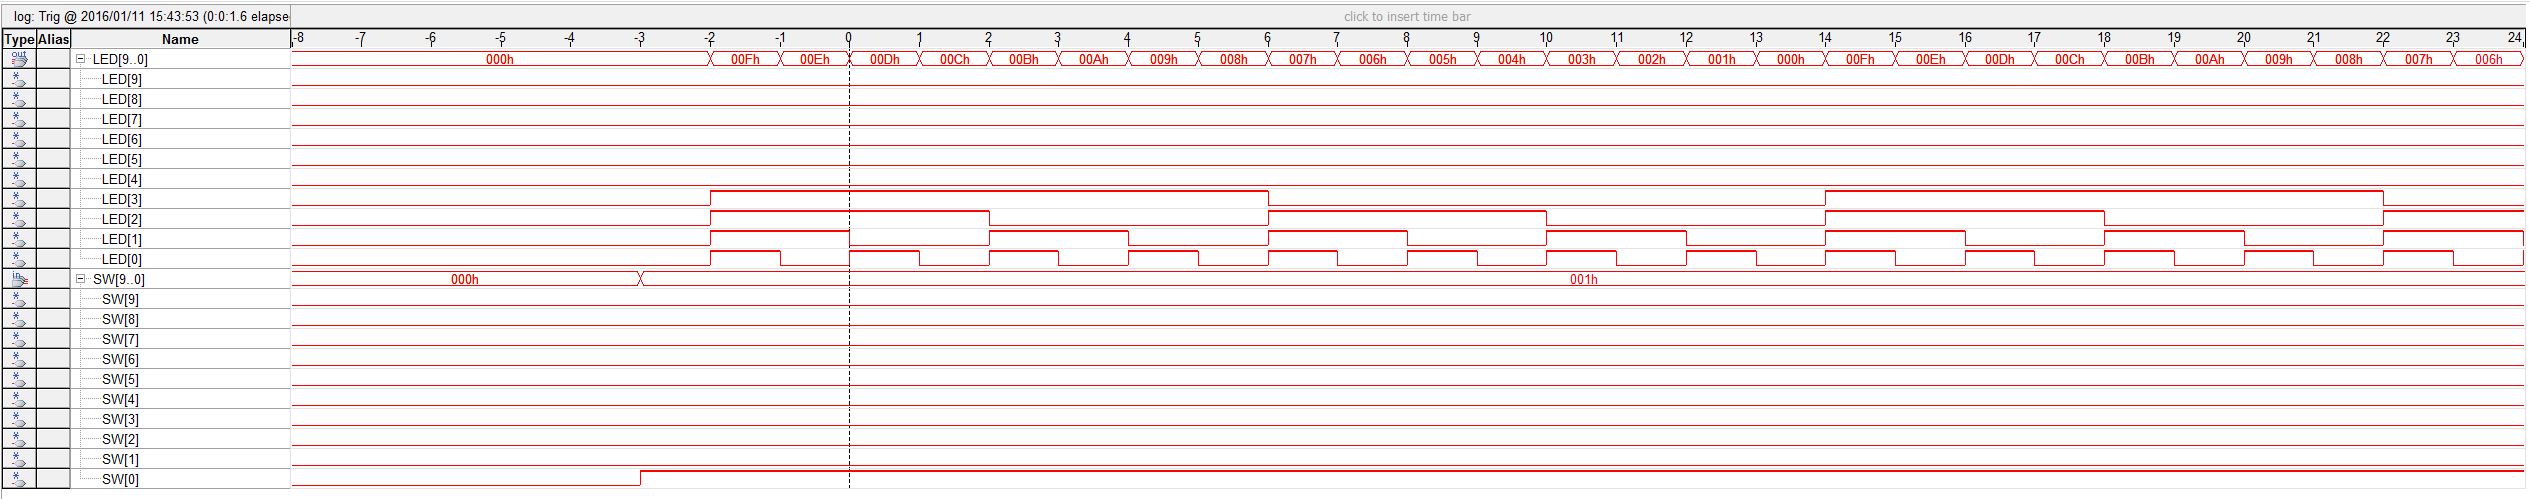 log: Trig @ 2016/01/11 15:43:53 (0:0:1.6 elapse
click to insert time bar
Type Alias Name -8 -7 -6 -5 -4 -3 -2 -1 0 1 2 3 4 5 6 7 8 9 10 11 12 13 14 15 16 17 18 19 20 21 22 23 24
out LED[9..0] 000h 00Fh 00Eh 00Dh 00Ch 00Bh 00Ah 009h 008h 007h 006h 005h 004h 003h 002h 001h 000h 00Fh 00Eh 00Dh 00Ch 00Bh 00Ah 009h 008h 007h 006h
* LED[9]
* LED[8]
* LED[7]
* LED[6]
* LED[5]
* LED[4]
* LED[3]
* LED[2]
* LED[1]
* LED[0]
in SW[9..0] 000h 001h
* SW[9]
* SW[8]
* SW[7]
* SW[6]
* SW[5]
* SW[4]
* SW[3]
* SW[2]
* SW[1]
* SW[0]